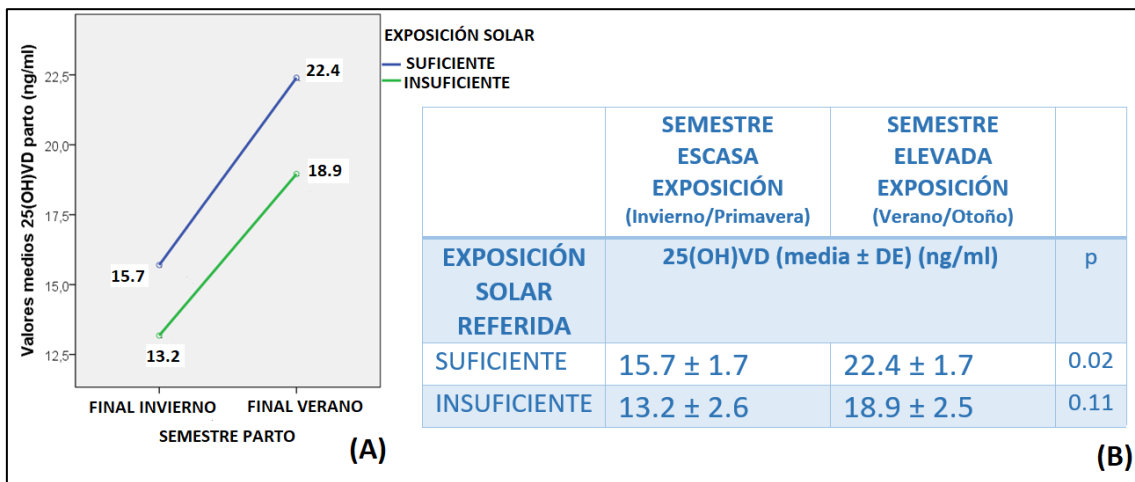 Valores medios 25(OH)VD parto (ng/ml)
22,5
20,0
17,5
15,0
12,5
22.4
18.9
15.7
13.2
FINAL INVIERNO
FINAL VERANO
SEMESTRE PARTO
(A)
EXPOSICIÓN SOLAR
SUFICIENTE
INSUFICIENTE
SEMESTRE
ESCASA
EXPOSICIÓN
(Invierno/Primavera)
SEMESTRE
ELEVADA
EXPOSICIÓN
(Verano/Otoño)
EXPOSICIÓN
SOLAR
REFERIDA
25(OH)VD (media ± DE) (ng/ml)
p
SUFICIENTE 15.7 ± 1.7 22.4 ± 1.7 0.02
INSUFICIENTE 13.2 ± 2.6 18.9 ± 2.5 0.11
(B)